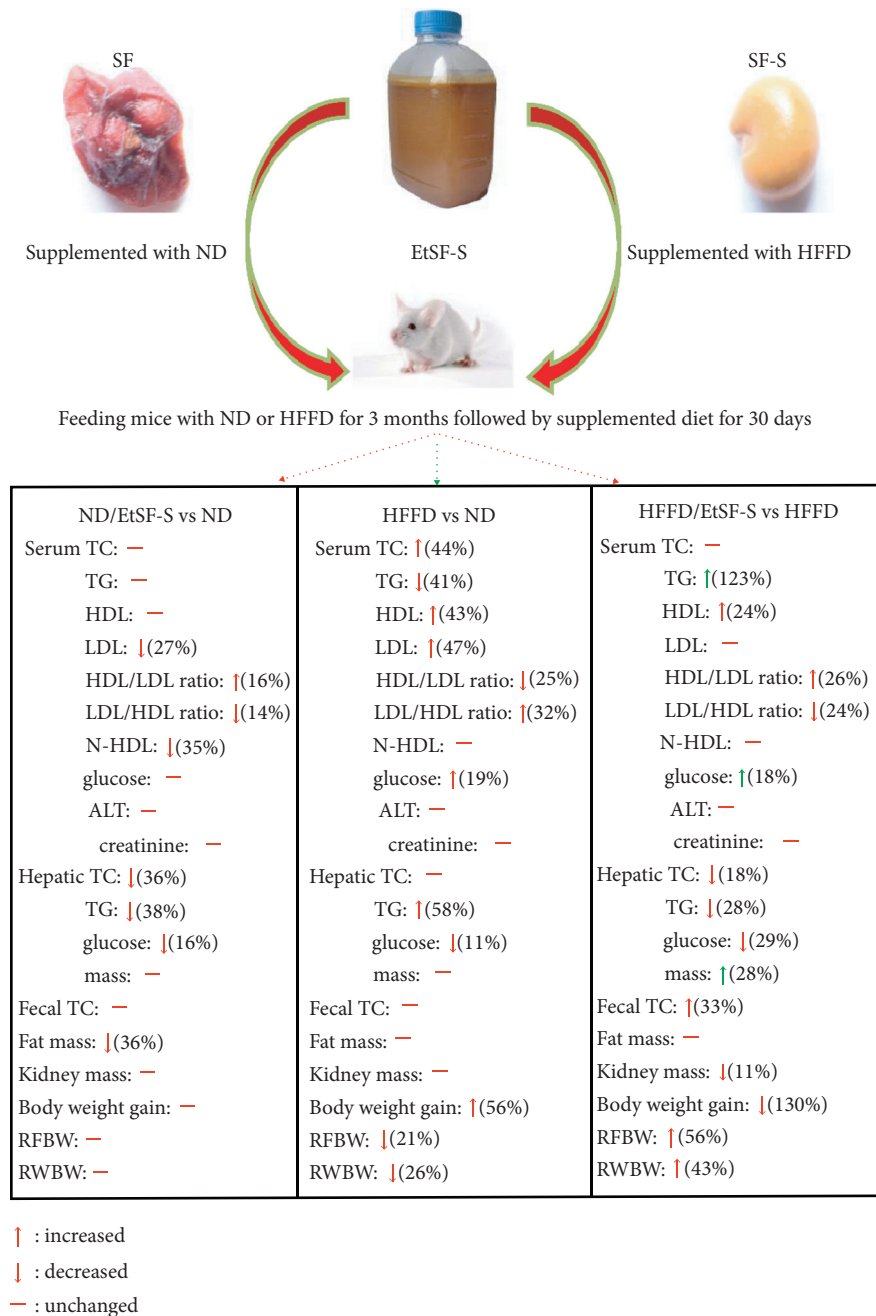 SF
SF-S
Supplemented with ND
EtSF-S
Supplemented with HFFD
Feeding mice with ND or HFFD for 3 months followed by supplemented diet for 30 days
ND/EtSF-S vs ND
Serum TC: —
TG: —
HDL: —
LDL: ↓(27%)
HDL/LDL ratio: ↑(16%)
LDL/HDL ratio: ↓(14%)
N-HDL: ↓(35%)
glucose: —
ALT: —
creatinine: —
Hepatic TC: ↓(36%)
TG: ↓(38%)
glucose: ↓(16%)
mass: —
Fecal TC: —
Fat mass: ↓(36%)
Kidney mass: —
Body weight gain: —
RFBW: —
RWBW: —
HFFD vs ND
Serum TC: ↑(44%)
TG: ↓(41%)
HDL: ↑(43%)
LDL: ↑(47%)
HDL/LDL ratio: ↓(25%)
LDL/HDL ratio: ↑(32%)
N-HDL: —
glucose: ↑(19%)
ALT: —
creatinine: —
Hepatic TC: —
TG: ↑(58%)
glucose: ↓(11%)
mass: —
Fecal TC: —
Fat mass: —
Kidney mass: —
Body weight gain: ↑(56%)
RFBW: ↓(21%)
RWBW: ↓(26%)
HFFD/EtSF-S vs HFFD
Serum TC: —
TG: ↑(123%)
HDL: ↑(24%)
LDL: —
HDL/LDL ratio: ↑(26%)
LDL/HDL ratio: ↓(24%)
N-HDL: —
glucose: ↑(18%)
ALT: —
creatinine: —
Hepatic TC: ↓(18%)
TG: ↓(28%)
glucose: ↓(29%)
mass: ↑(28%)
Fecal TC: ↑(33%)
Fat mass: —
Kidney mass: ↓(11%)
Body weight gain: ↓(130%)
RFBW: ↑(56%)
RWBW: ↑(43%)
↑ : increased
↓ : decreased
— : unchanged